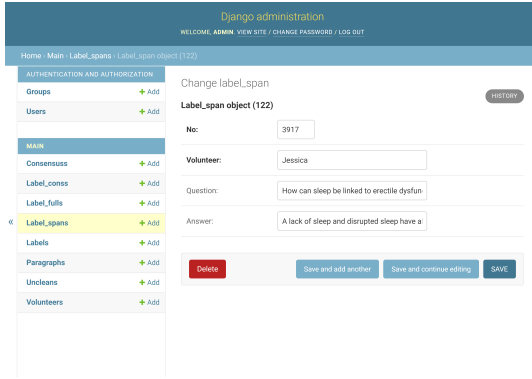 Django administration
WELCOME, ADMIN. VIEW SITE / CHANGE PASSWORD / LOG OUT
Home › Main › Label_spans › Label_span object (122)
AUTHENTICATION AND AUTHORIZATION
Groups + Add
Users + Add
MAIN
Consensuss + Add
Label_conss + Add
Label_fulls + Add
« Label_spans + Add
Labels + Add
Paragraphs + Add
Uncleans + Add
Volunteers + Add
Change label_span
HISTORY
Label_span object (122)
No: 3917
Volunteer: Jessica
Question: How can sleep be linked to erectile dysfun
Answer: A lack of sleep and disrupted sleep have a
Delete
Save and add another
Save and continue editing
SAVE